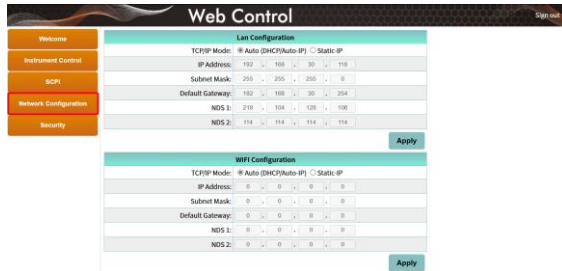 Web Control
Sign out
Welcome
Instrument Control
SCPI
Network Configuration
Security
Lan Configuration
TCP/IP Mode: Auto (DHCP/Auto-IP) Static-IP
IP Address: 192 . 168 . 30 . 118
Subnet Mask: 255 . 255 . 255 . 0
Default Gateway: 192 . 168 . 30 . 254
NDS 1: 218 . 104 . 128 . 106
NDS 2: 114 . 114 . 114 . 114
Apply
WIFI Configuration
TCP/IP Mode: Auto (DHCP/Auto-IP) Static-IP
IP Address: 0 . 0 . 0 . 0
Subnet Mask: 0 . 0 . 0 . 0
Default Gateway: 0 . 0 . 0 . 0
NDS 1: 0 . 0 . 0 . 0
NDS 2: 0 . 0 . 0 . 0
Apply